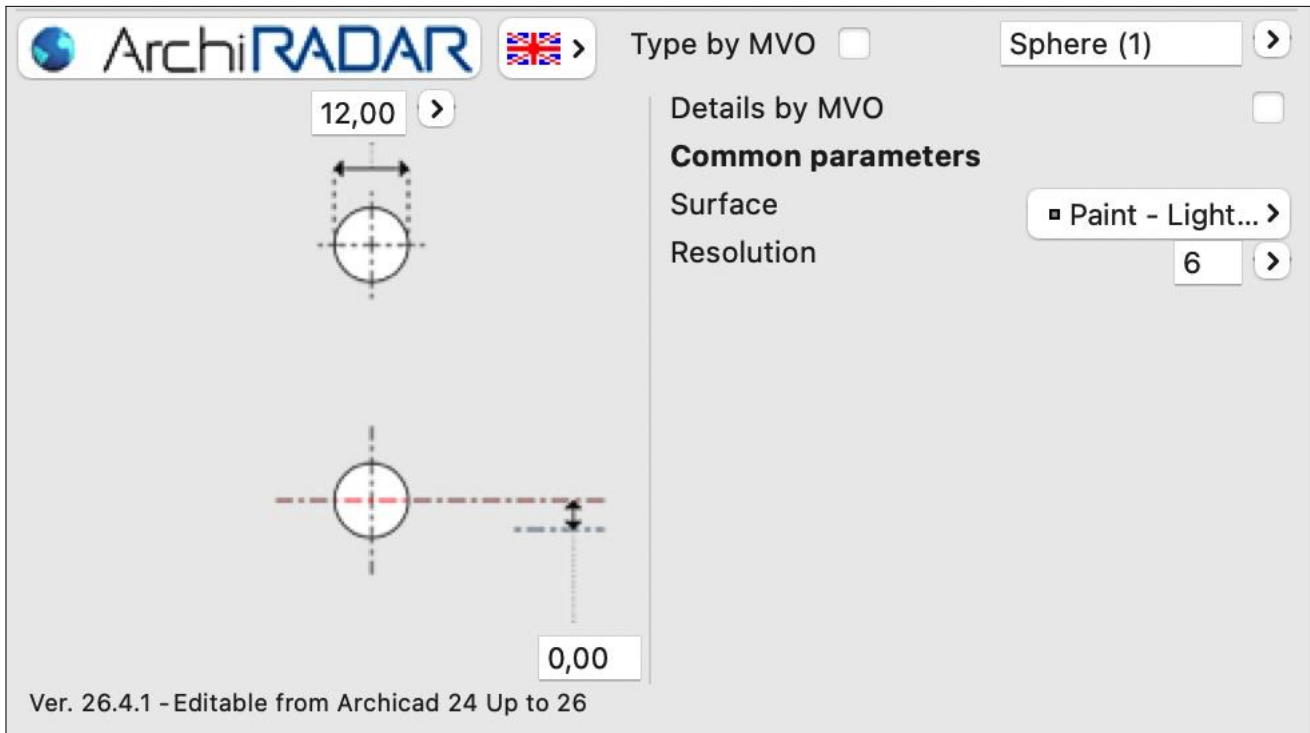 ArchiRADAR
Type by MVO
Sphere (1)
12,00
Details by MVO
Common parameters
Surface
Paint - Light...
Resolution
6
0,00
Ver. 26.4.1 - Editable from Archicad 24 Up to 26